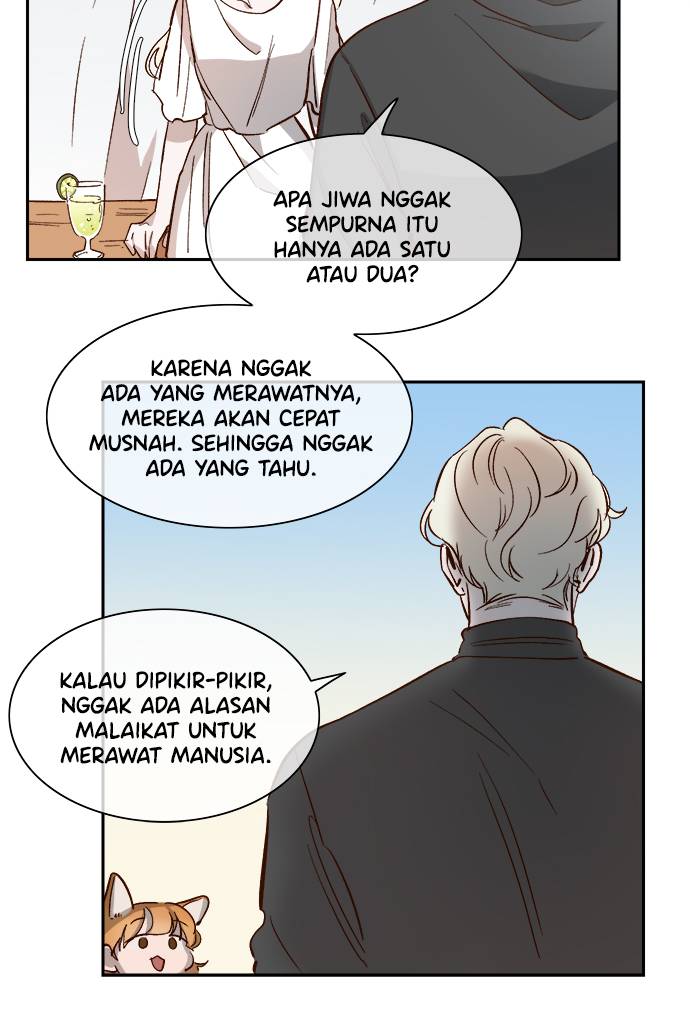 APA JIWA NGGAK
SEMPURNA ITU
HANYA ADA SATU
ATAU DUA?
KARENA NGGAK
ADA YANG MERAWATNYA,
MEREKA AKAN CEPAT
MUSNAH. SEHINGGA NGGAK
ADA YANG TAHU.
KALAU DIPIKIR-PIKIR,
NGGAK ADA ALASAN
MALAIKAT UNTUK
MERAWAT MANUSIA.